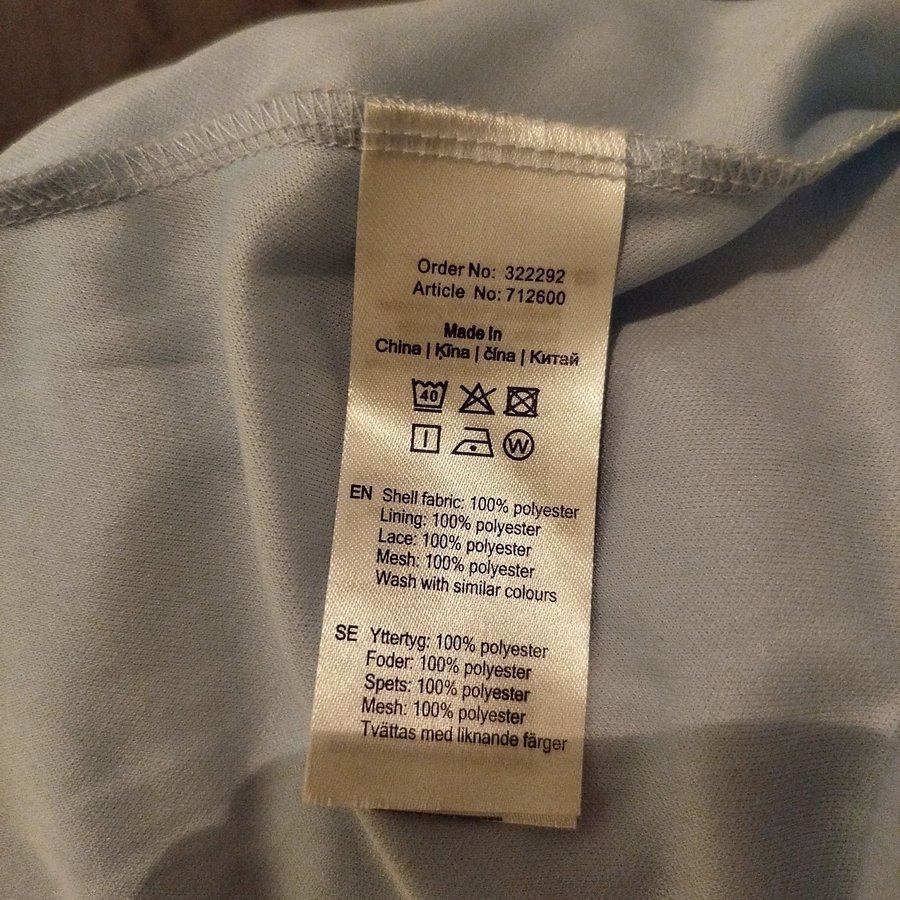 Order No: 322292
Article No: 712600
Made In
China | Ķīna | čína | Китай
40
W
EN Shell fabric: 100% polyester
Lining: 100% polyester
Lace: 100% polyester
Mesh: 100% polyester
Wash with similar colours
SE Yttertyg: 100% polyester
Foder: 100% polyester
Spets: 100% polyester
Mesh: 100% polyester
Tvättas med liknande färger